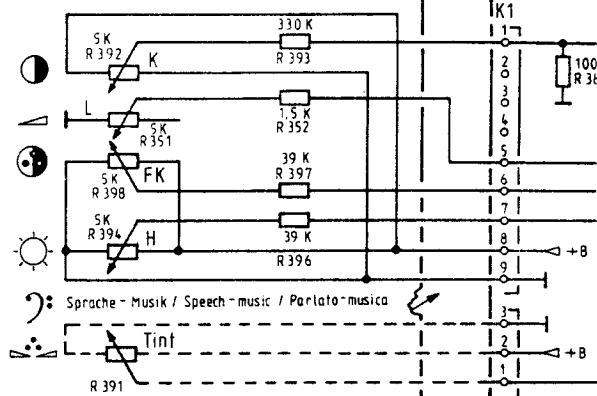 K1
330 K
1
5K
R 392
K
R 393
2
100
R 3
L
3
5K
R 351
1.5 K
R 352
4
5
5K
R 398
FK
39 K
R 397
6
5K
R 394
H
39 K
R 396
7
8
+B
9
Sprache - Musik / Speech - music / Parlato - musica
3
Tint
2
+B
R 391
1